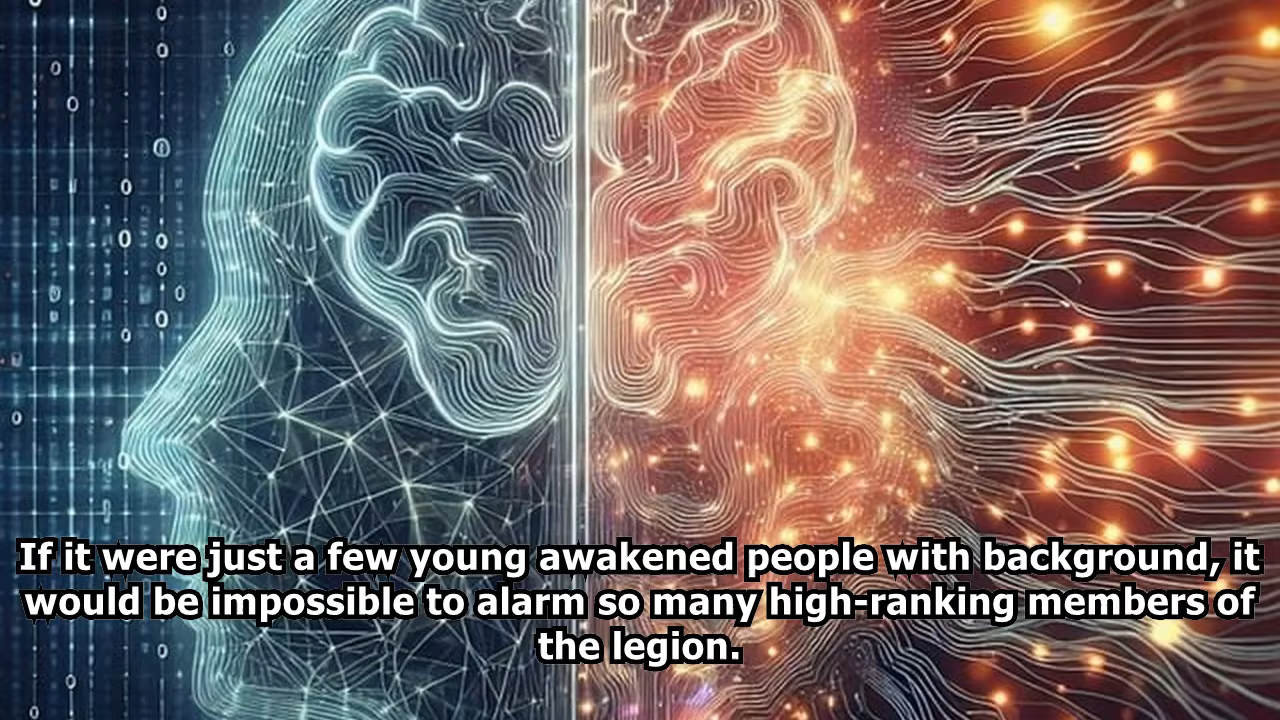 If it were just a few young awakened people with background, it
would be impossible to alarm so many high-ranking members of
the legion.